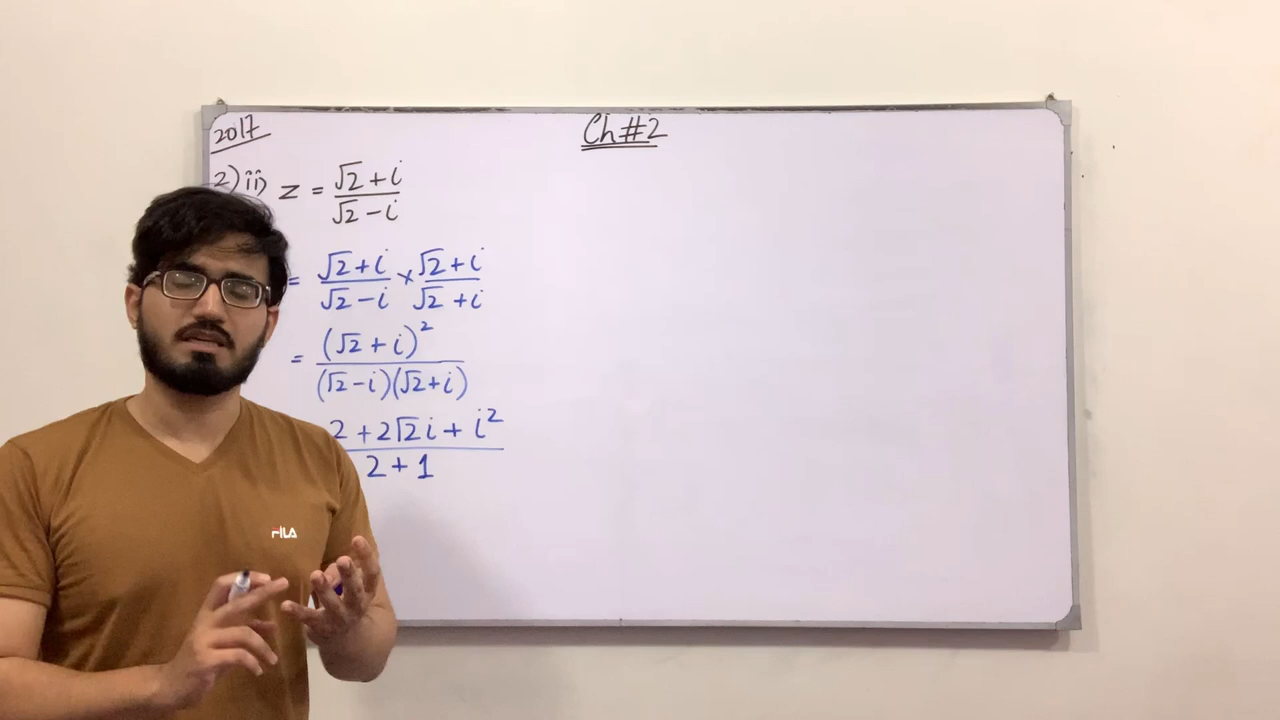 2017
Ch#2
2) ii) z = √2 + i / √2 - i
= √2 + i / √2 - i × √2 + i / √2 + i
= (√2 + i)² / (√2 - i)(√2 + i)
2 + 2√2 i + i² / 2 + 1
FILA